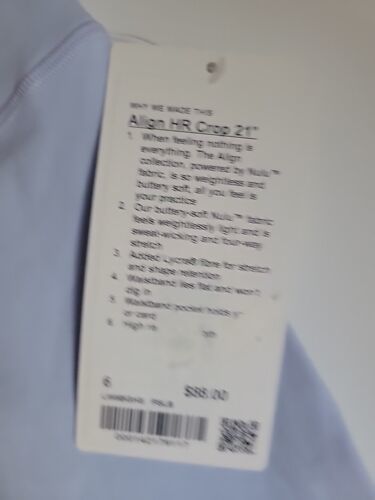 WHY WE MADE THIS
Align HR Crop 21"
1. When feeling nothing is
everything. The Align
collection, powered by Nulu™
fabric, is so weightless and
buttery soft, all you feel is
your practice
2. Our buttery-soft Nulu™ fabric
feels weightlessly light and is
sweat-wicking and four-way
stretch
3. Added Lycra® fibre for stretch
and shape retention
4. Waistband lies flat and won't
dig in
5. Waistband pocket holds
or card
6. High
6 $88.00